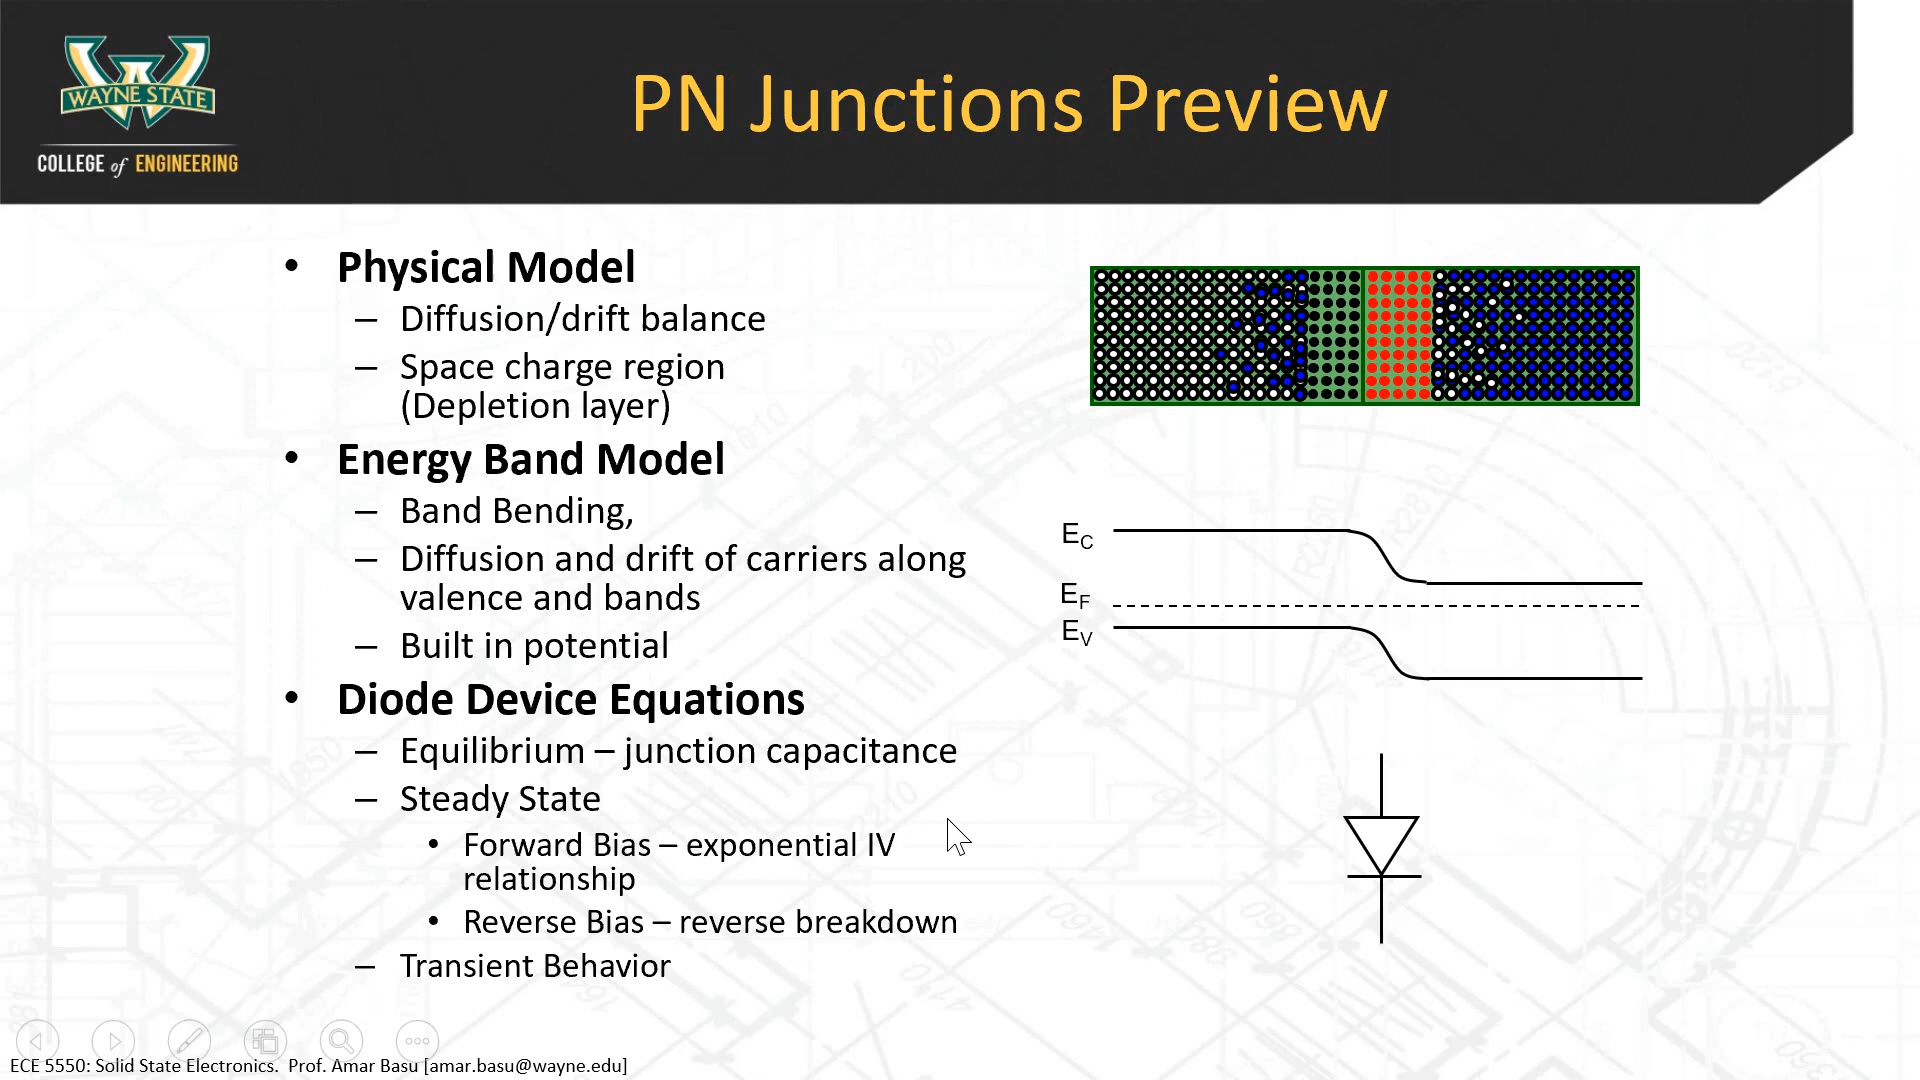 WAYNE STATE
COLLEGE of ENGINEERING
PN Junctions Preview
• Physical Model
– Diffusion/drift balance
– Space charge region
(Depletion layer)
• Energy Band Model
– Band Bending,
– Diffusion and drift of carriers along
valence and bands
– Built in potential
• Diode Device Equations
– Equilibrium – junction capacitance
– Steady State
• Forward Bias – exponential IV
relationship
• Reverse Bias – reverse breakdown
– Transient Behavior
EC
EF
EV
ECE 5550: Solid State Electronics.  Prof. Amar Basu [amar.basu@wayne.edu]